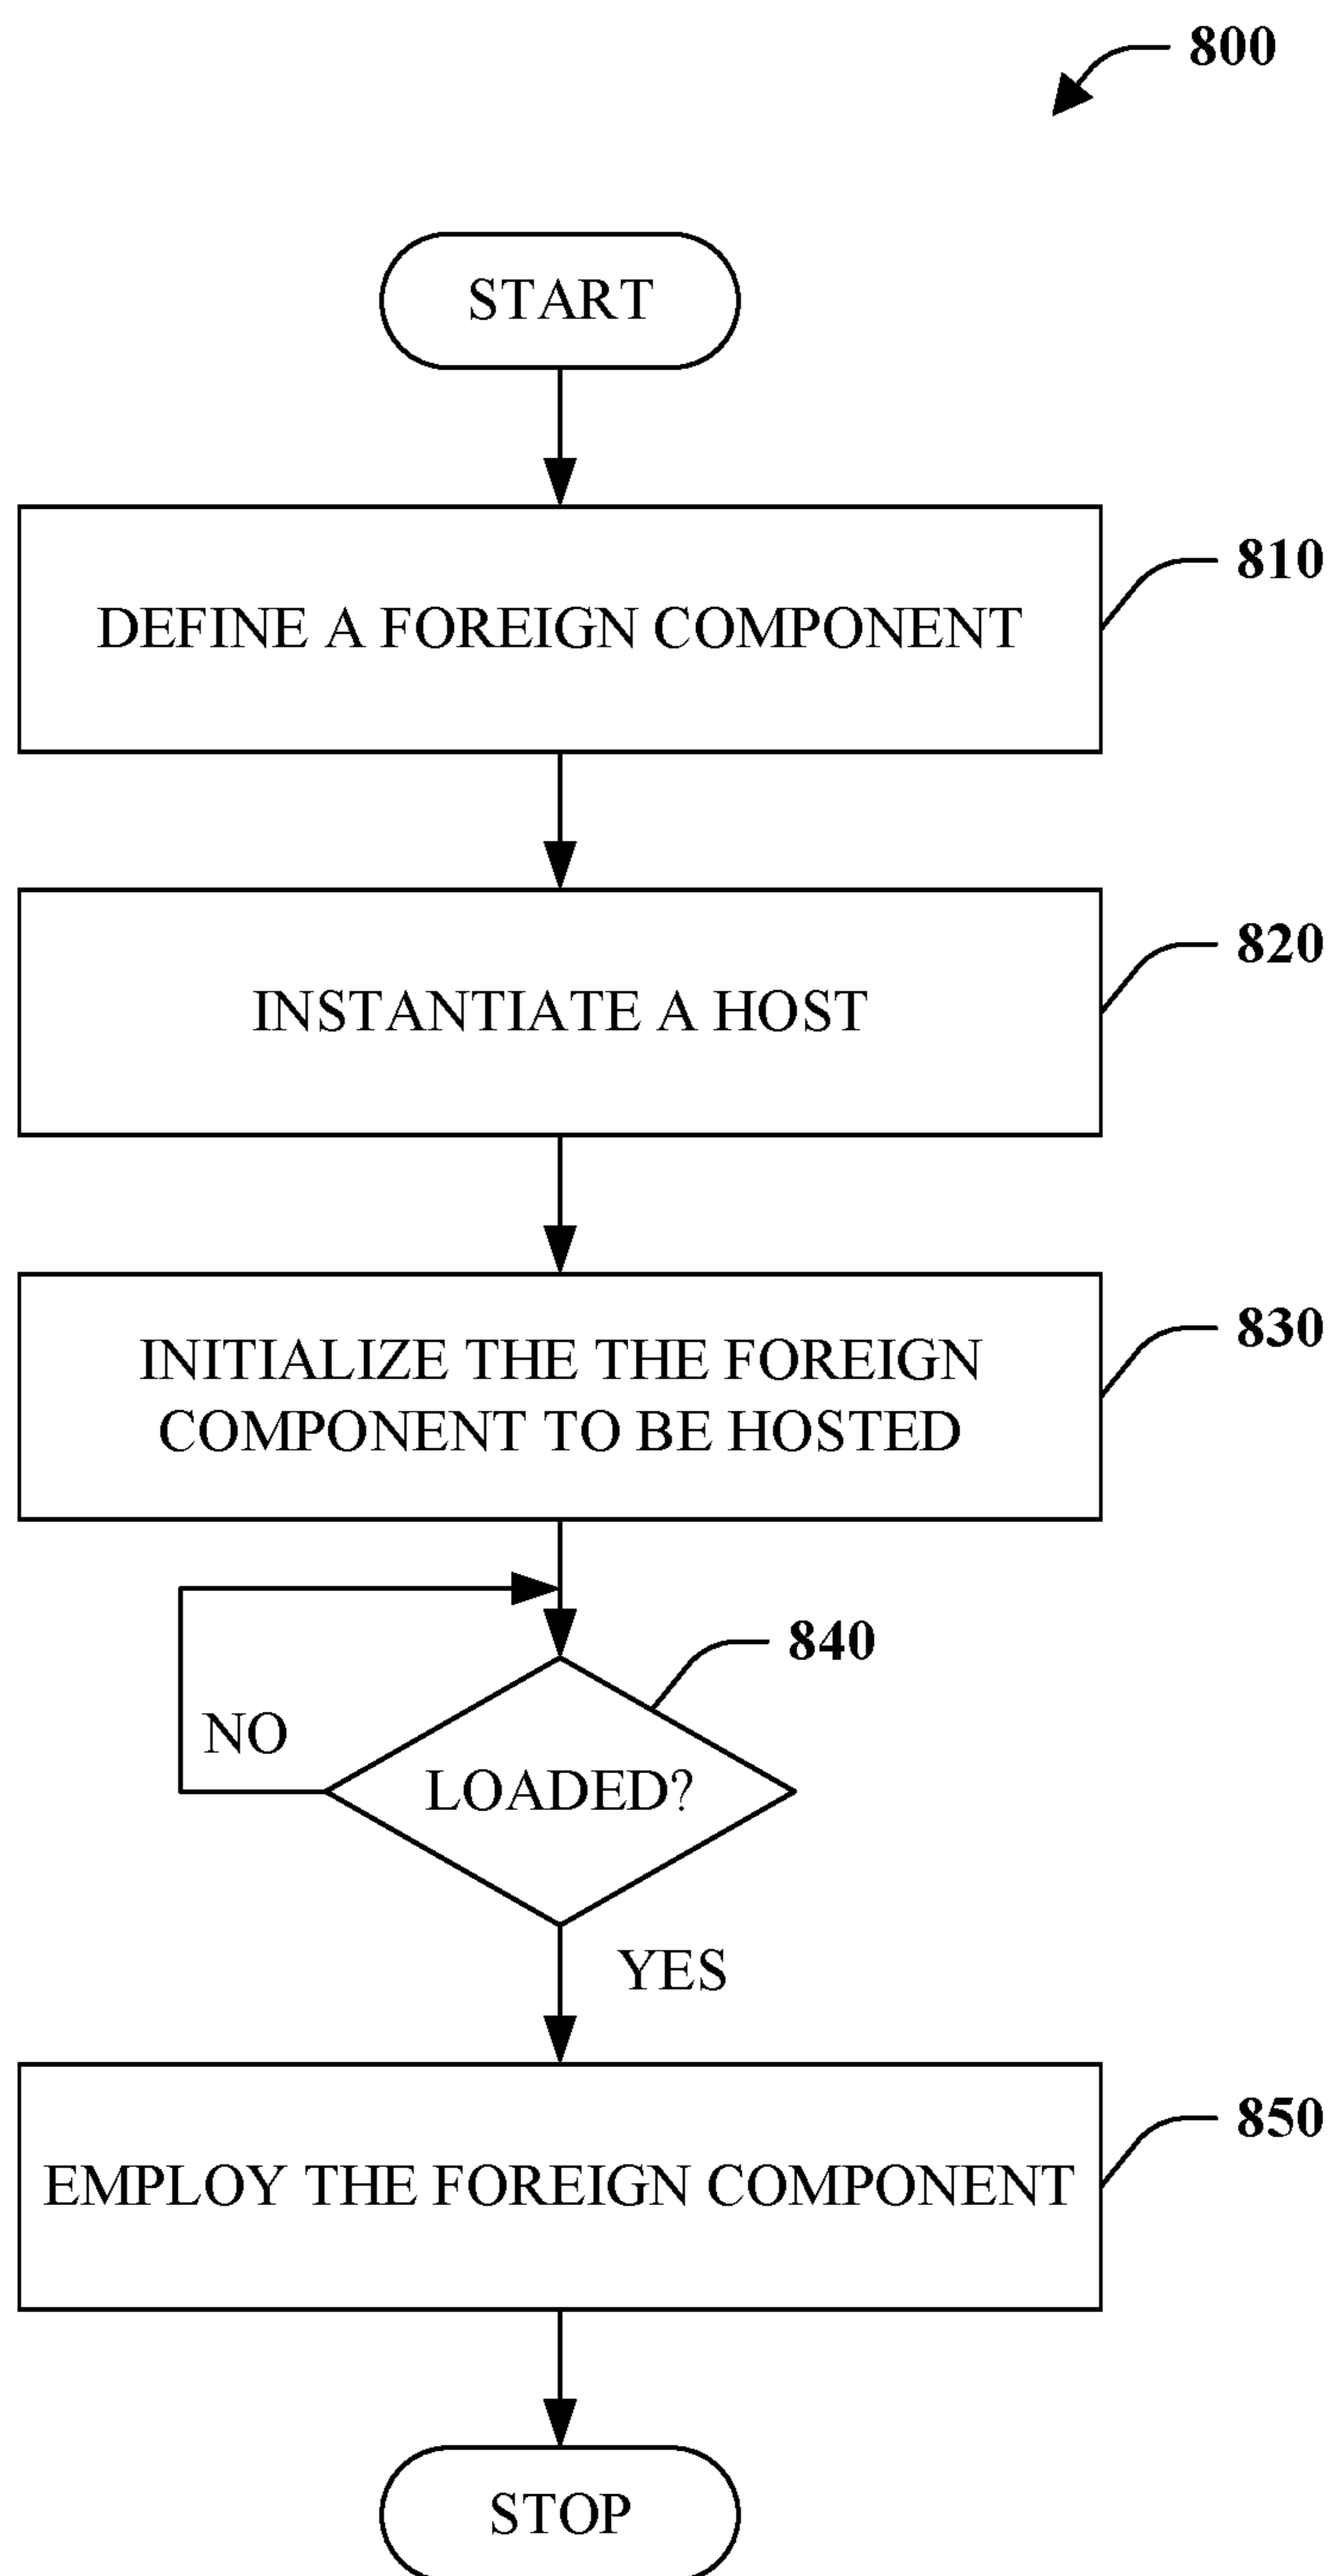 800
START
DEFINE A FOREIGN COMPONENT
810
INSTANTIATE A HOST
820
INITIALIZE THE THE FOREIGN
COMPONENT TO BE HOSTED
830
840
NO
LOADED?
YES
EMPLOY THE FOREIGN COMPONENT
850
STOP